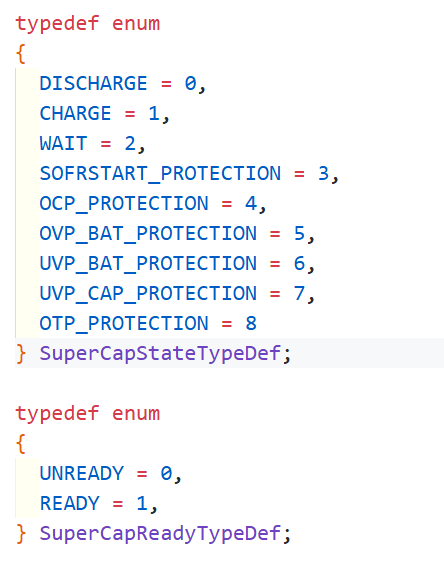 typedef enum
{
DISCHARGE = 0,
CHARGE = 1,
WAIT = 2,
SOFRSTART_PROTECTION = 3,
OCP_PROTECTION = 4,
OVP_BAT_PROTECTION = 5,
UVP_BAT_PROTECTION = 6,
UVP_CAP_PROTECTION = 7,
OTP_PROTECTION = 8
} SuperCapStateTypeDef;
typedef enum
{
UNREADY = 0,
READY = 1,
} SuperCapReadyTypeDef;